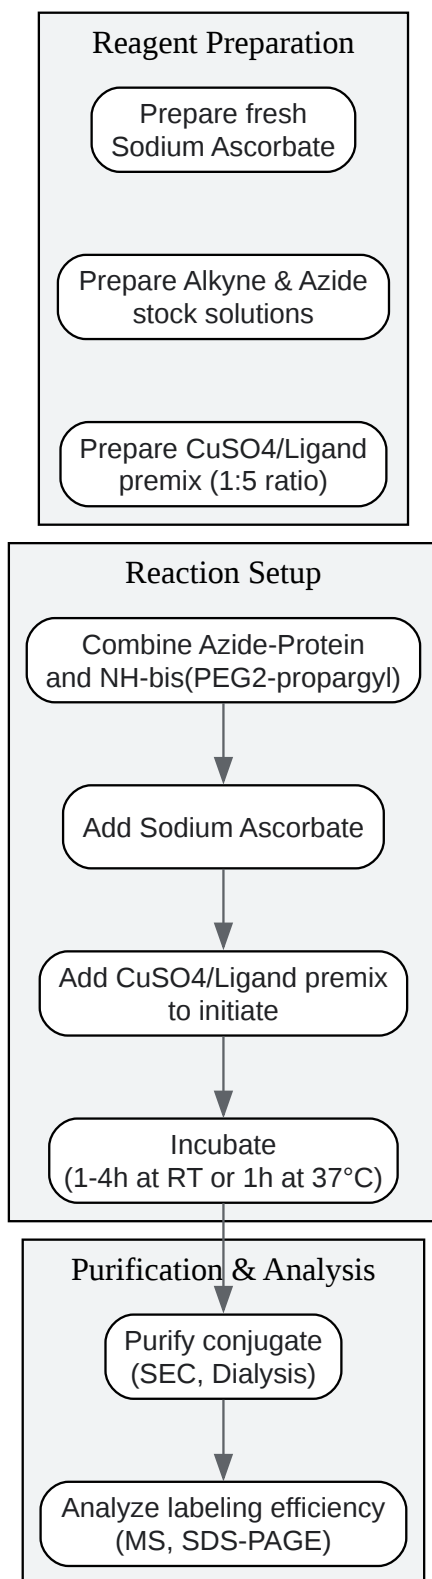 Reagent Preparation
Prepare fresh
Sodium Ascorbate
Prepare Alkyne & Azide
stock solutions
Prepare CuSO4/Ligand
premix (1:5 ratio)
Reaction Setup
Combine Azide-Protein
and NH-bis(PEG2-propargyl)
Add Sodium Ascorbate
Add CuSO4/Ligand premix
to initiate
Incubate
(1-4h at RT or 1h at 37°C)
Purification & Analysis
Purify conjugate
(SEC, Dialysis)
Analyze labeling efficiency
(MS, SDS-PAGE)